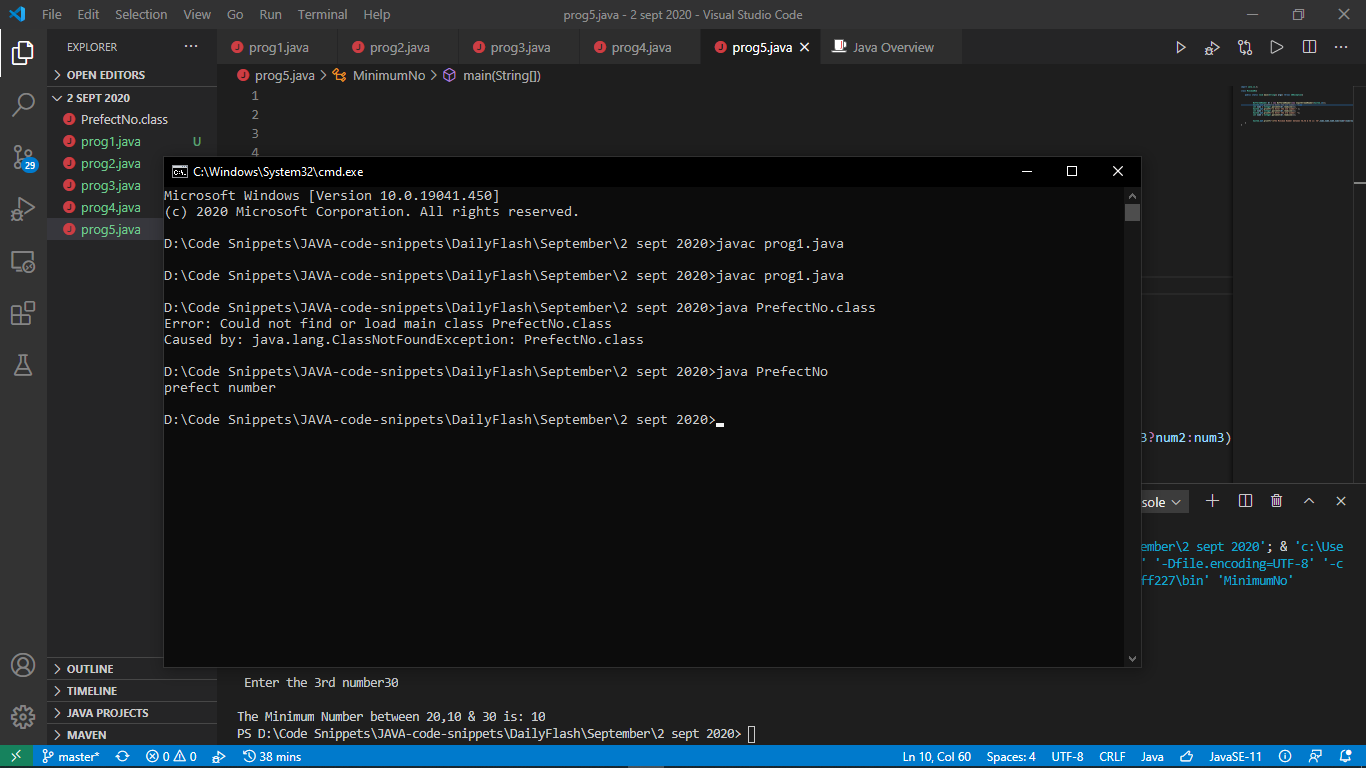 File Edit Selection View Go Run Terminal Help prog5.java - 2 sept 2020 - Visual Studio Code
EXPLORER ...
prog1.java prog2.java prog3.java prog4.java prog5.java Java Overview
OPEN EDITORS
prog5.java > MinimumNo > main(String[])
2 SEPT 2020
PrefectNo.class
prog1.java U
prog2.java
prog3.java
prog4.java
prog5.java
29
1
2
3
4
C:\Windows\System32\cmd.exe
Microsoft Windows [Version 10.0.19041.450]
(c) 2020 Microsoft Corporation. All rights reserved.
D:\Code Snippets\JAVA-code-snippets\DailyFlash\September\2 sept 2020>javac prog1.java
D:\Code Snippets\JAVA-code-snippets\DailyFlash\September\2 sept 2020>javac prog1.java
D:\Code Snippets\JAVA-code-snippets\DailyFlash\September\2 sept 2020>java PrefectNo.class
Error: Could not find or load main class PrefectNo.class
Caused by: java.lang.ClassNotFoundException: PrefectNo.class
D:\Code Snippets\JAVA-code-snippets\DailyFlash\September\2 sept 2020>java PrefectNo
prefect number
D:\Code Snippets\JAVA-code-snippets\DailyFlash\September\2 sept 2020>
3?num2:num3)
sole
ember\2 sept 2020'; & 'c:\Use
' '-Dfile.encoding=UTF-8' '-c
ff227\bin' 'MinimumNo'
Enter the 3rd number30
The Minimum Number between 20,10 & 30 is: 10
PS D:\Code Snippets\JAVA-code-snippets\DailyFlash\September\2 sept 2020>
OUTLINE
TIMELINE
JAVA PROJECTS
MAVEN
master* 0 0 38 mins Ln 10, Col 60 Spaces: 4 UTF-8 CRLF Java JavaSE-11